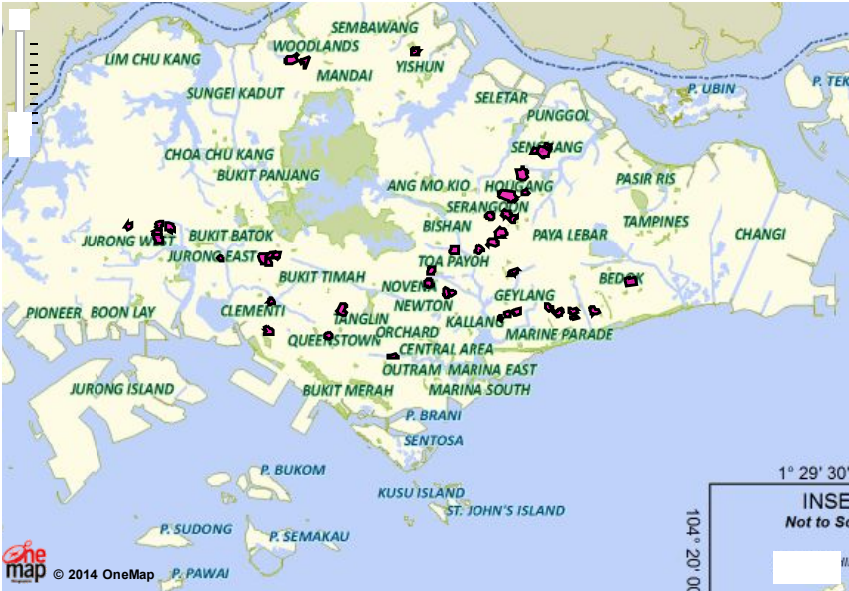 SEMBAWANG
WOODLANDS
LIM CHU KANG
MANDAI
YISHUN
P. UBIN
P. TEK
SUNGEI KADUT
SELETAR
PUNGGOL
SENGKANG
CHOA CHU KANG
BUKIT PANJANG
ANG MO KIO
HOUGANG
PASIR RIS
SERANGOON
BISHAN
TAMPINES
JURONG WEST
BUKIT BATOK
PAYA LEBAR
CHANGI
JURONG EAST
TOA PAYOH
BUKIT TIMAH
NOVENA
BEDOK
GEYLANG
NEWTON
PIONEER
BOON LAY
CLEMENTI
TANGLIN
KALLANG
ORCHARD
MARINE PARADE
QUEENSTOWN
CENTRAL AREA
OUTRAM
MARINA EAST
JURONG ISLAND
BUKIT MERAH
MARINA SOUTH
P. BRANI
SENTOSA
P. BUKOM
1° 29' 30'
KUSU ISLAND
INSE
ST. JOHN'S ISLAND
Not to Sc
104° 20' 00
P. SUDONG
P. SEMAKAU
one
map
© 2014 OneMap
P. PAWAI